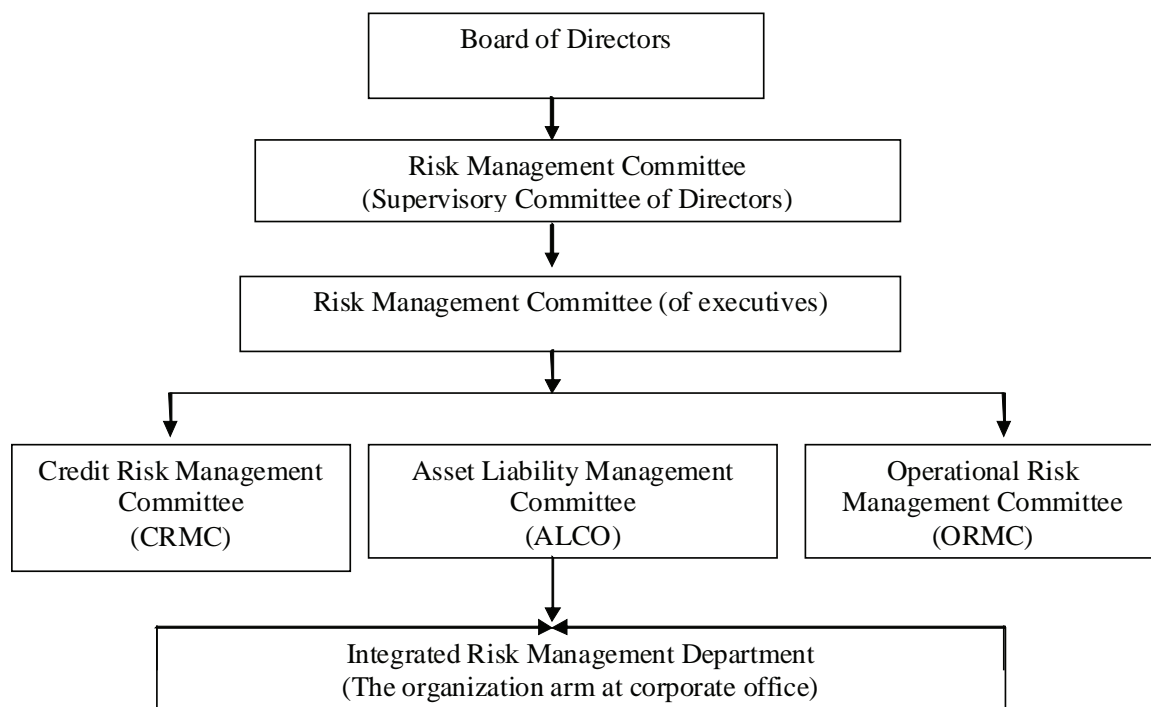 Board of Directors
Risk Management Committee
(Supervisory Committee of Directors)
Risk Management Committee (of executives)
Credit Risk Management
Committee
(CRMC)
Asset Liability Management
Committee
(ALCO)
Operational Risk
Management Committee
(ORMC)
Integrated Risk Management Department
(The organization arm at corporate office)